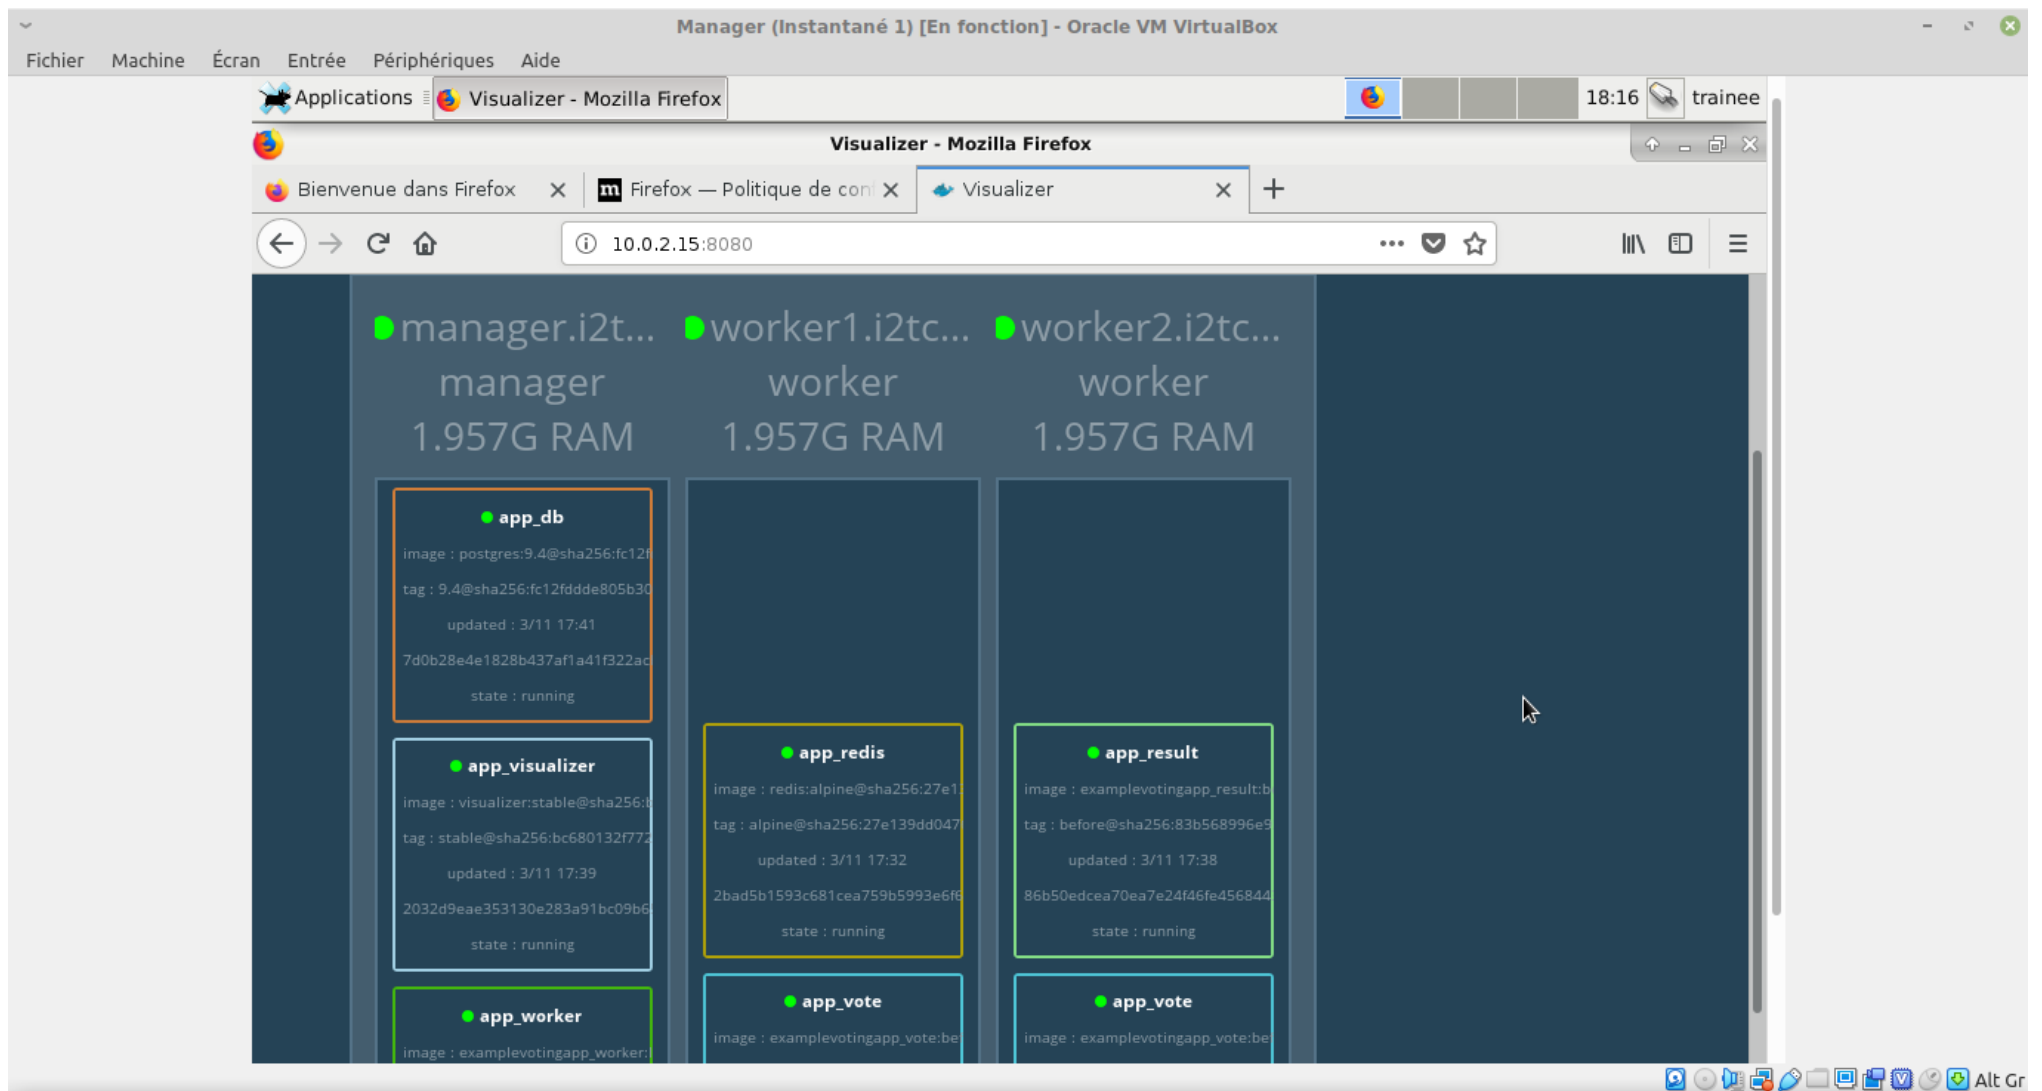 Manager (Instantané 1) [En fonction] - Oracle VM VirtualBox
Fichier Machine Écran Entrée Périphériques Aide
Applications Visualizer - Mozilla Firefox 18:16 trainee
Visualizer - Mozilla Firefox
Bienvenue dans Firefox m Firefox — Politique de con Visualizer
10.0.2.15:8080
manager.i2t... worker1.i2tc... worker2.i2tc...
manager worker worker
1.957G RAM 1.957G RAM 1.957G RAM
app_db
image : postgres:9.4@sha256:fc12f
tag : 9.4@sha256:fc12fddde805b30
updated : 3/11 17:41
7d0b28e4e1828b437af1a41f322ac
state : running
app_visualizer
image : visualizer:stable@sha256:b
tag : stable@sha256:bc680132f772
updated : 3/11 17:39
2032d9eae353130e283a91bc09b6
state : running
app_worker
image : examplevotingapp_worker:
app_redis
image : redis:alpine@sha256:27e1
tag : alpine@sha256:27e139dd047
updated : 3/11 17:32
2bad5b1593c681cea759b5993e6f6
state : running
app_vote
image : examplevotingapp_vote:be
app_result
image : examplevotingapp_result:b
tag : before@sha256:83b568996e9
updated : 3/11 17:38
86b50edcea70ea7e24f46fe456844
state : running
app_vote
image : examplevotingapp_vote:be
Alt Gr